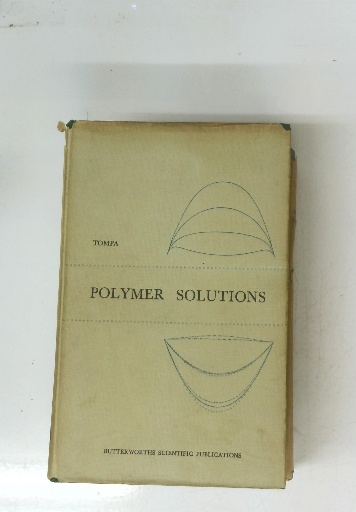 TOMPA
POLYMER SOLUTIONS
BUTTERWORTHS SCIENTIFIC PUBLICATIONS